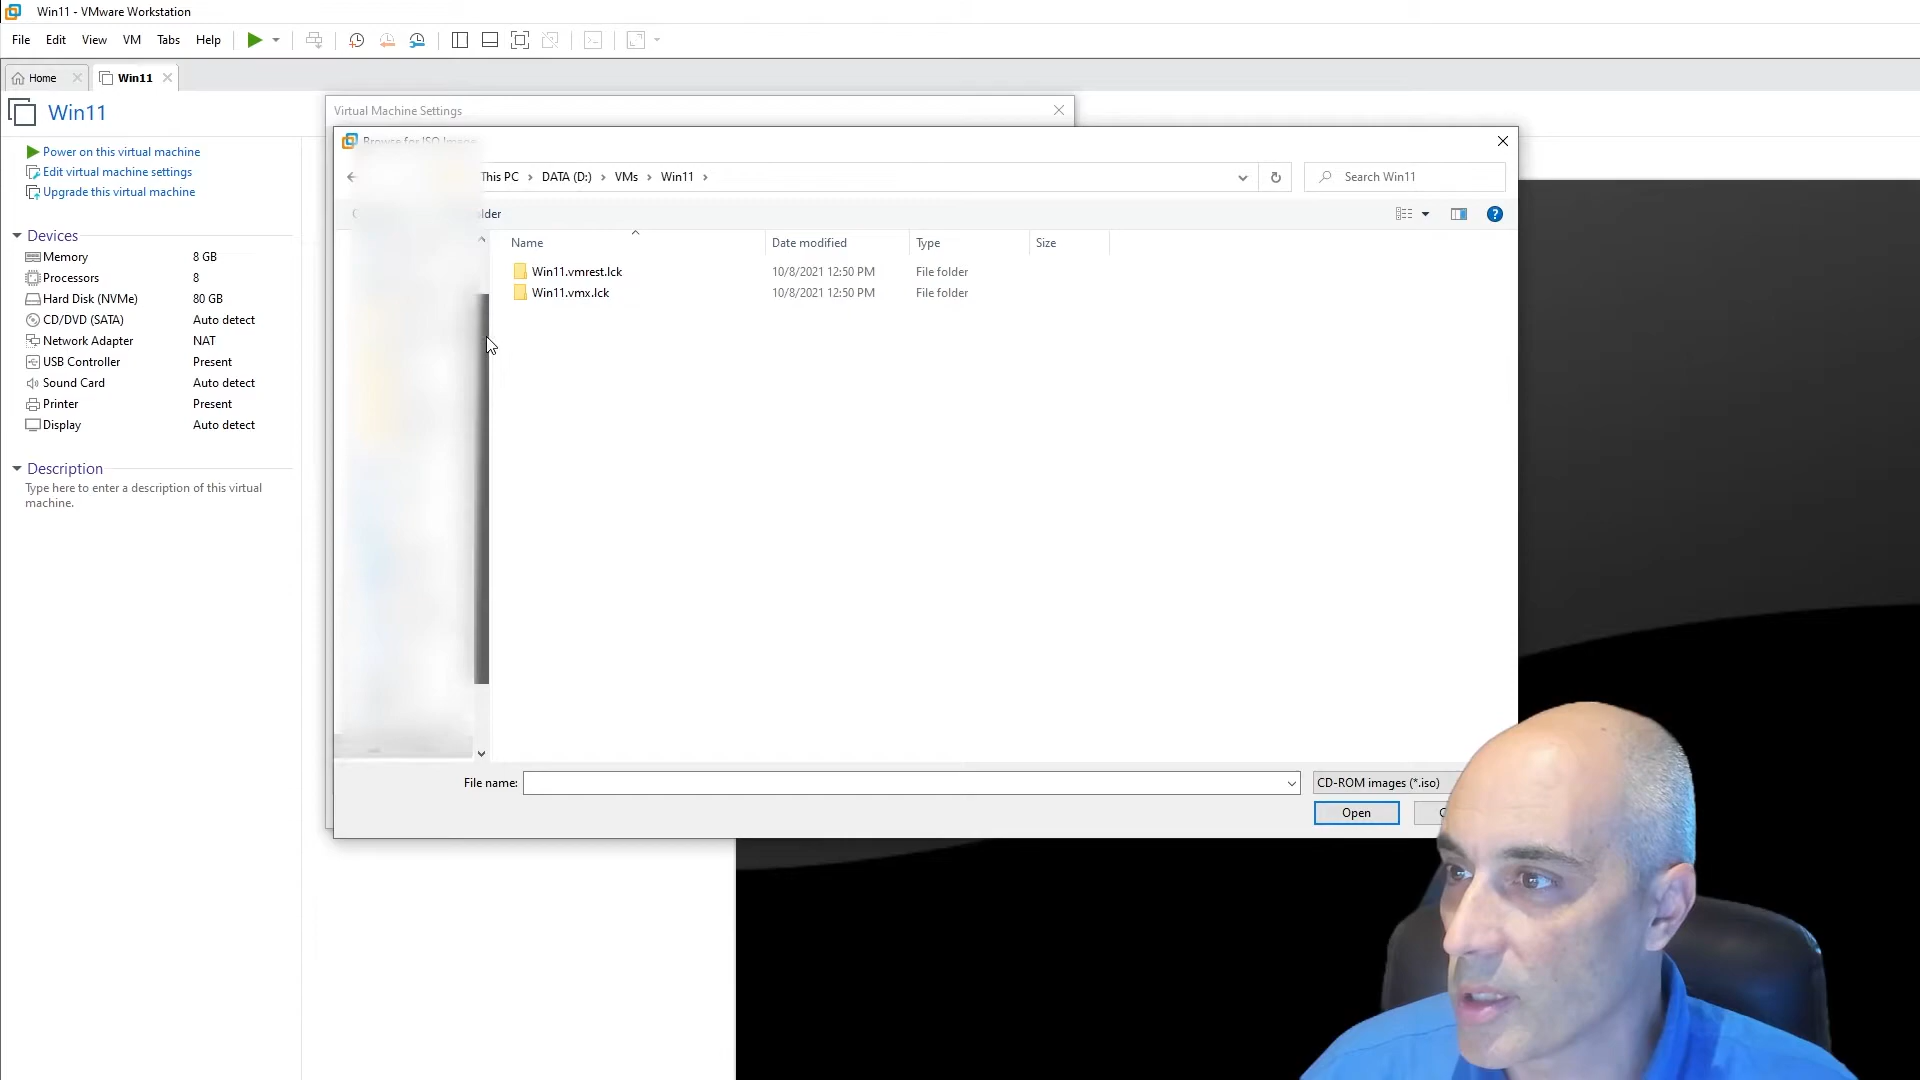 Win11 - VMware Workstation
File Edit View VM Tabs Help
Home
Win11
Win11
Power on this virtual machine
Edit virtual machine settings
Upgrade this virtual machine
Devices
Memory 8 GB
Processors 8
Hard Disk (NVMe) 80 GB
CD/DVD (SATA) Auto detect
Network Adapter NAT
USB Controller Present
Sound Card Auto detect
Printer Present
Display Auto detect
Description
Type here to enter a description of this virtual
machine.
Virtual Machine Settings
Browse for ISO Image
This PC > DATA (D:) > VMs > Win11 >
Search Win11
Name Date modified Type Size
Win11.vmrest.lck 10/8/2021 12:50 PM File folder
Win11.vmx.lck 10/8/2021 12:50 PM File folder
File name:
CD-ROM images (*.iso)
Open